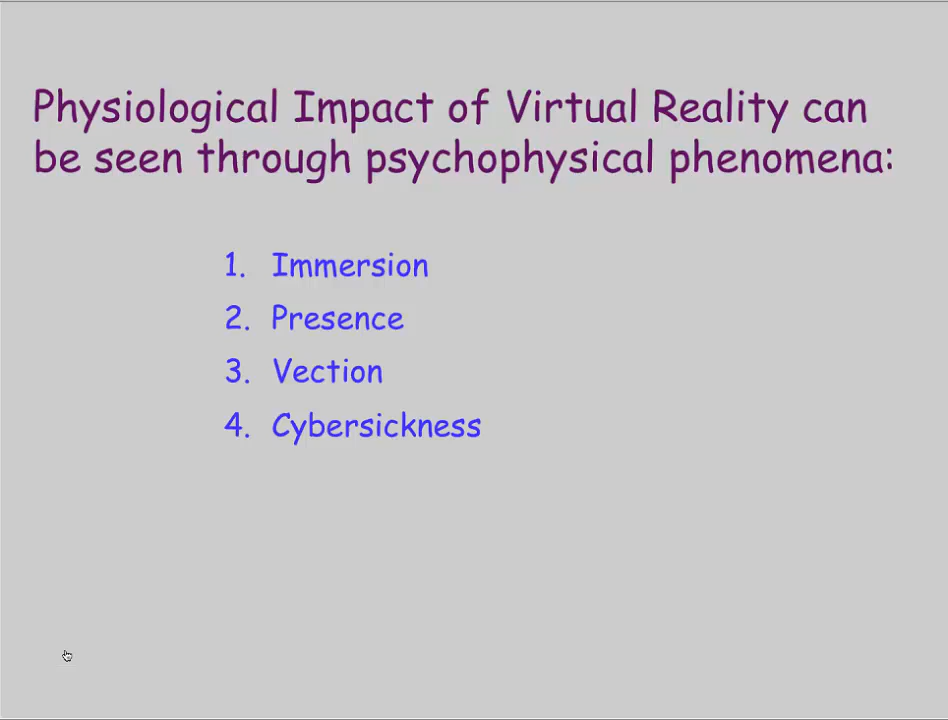 Physiological Impact of Virtual Reality can
be seen through psychophysical phenomena:
1. Immersion
2. Presence
3. Vection
4. Cybersickness